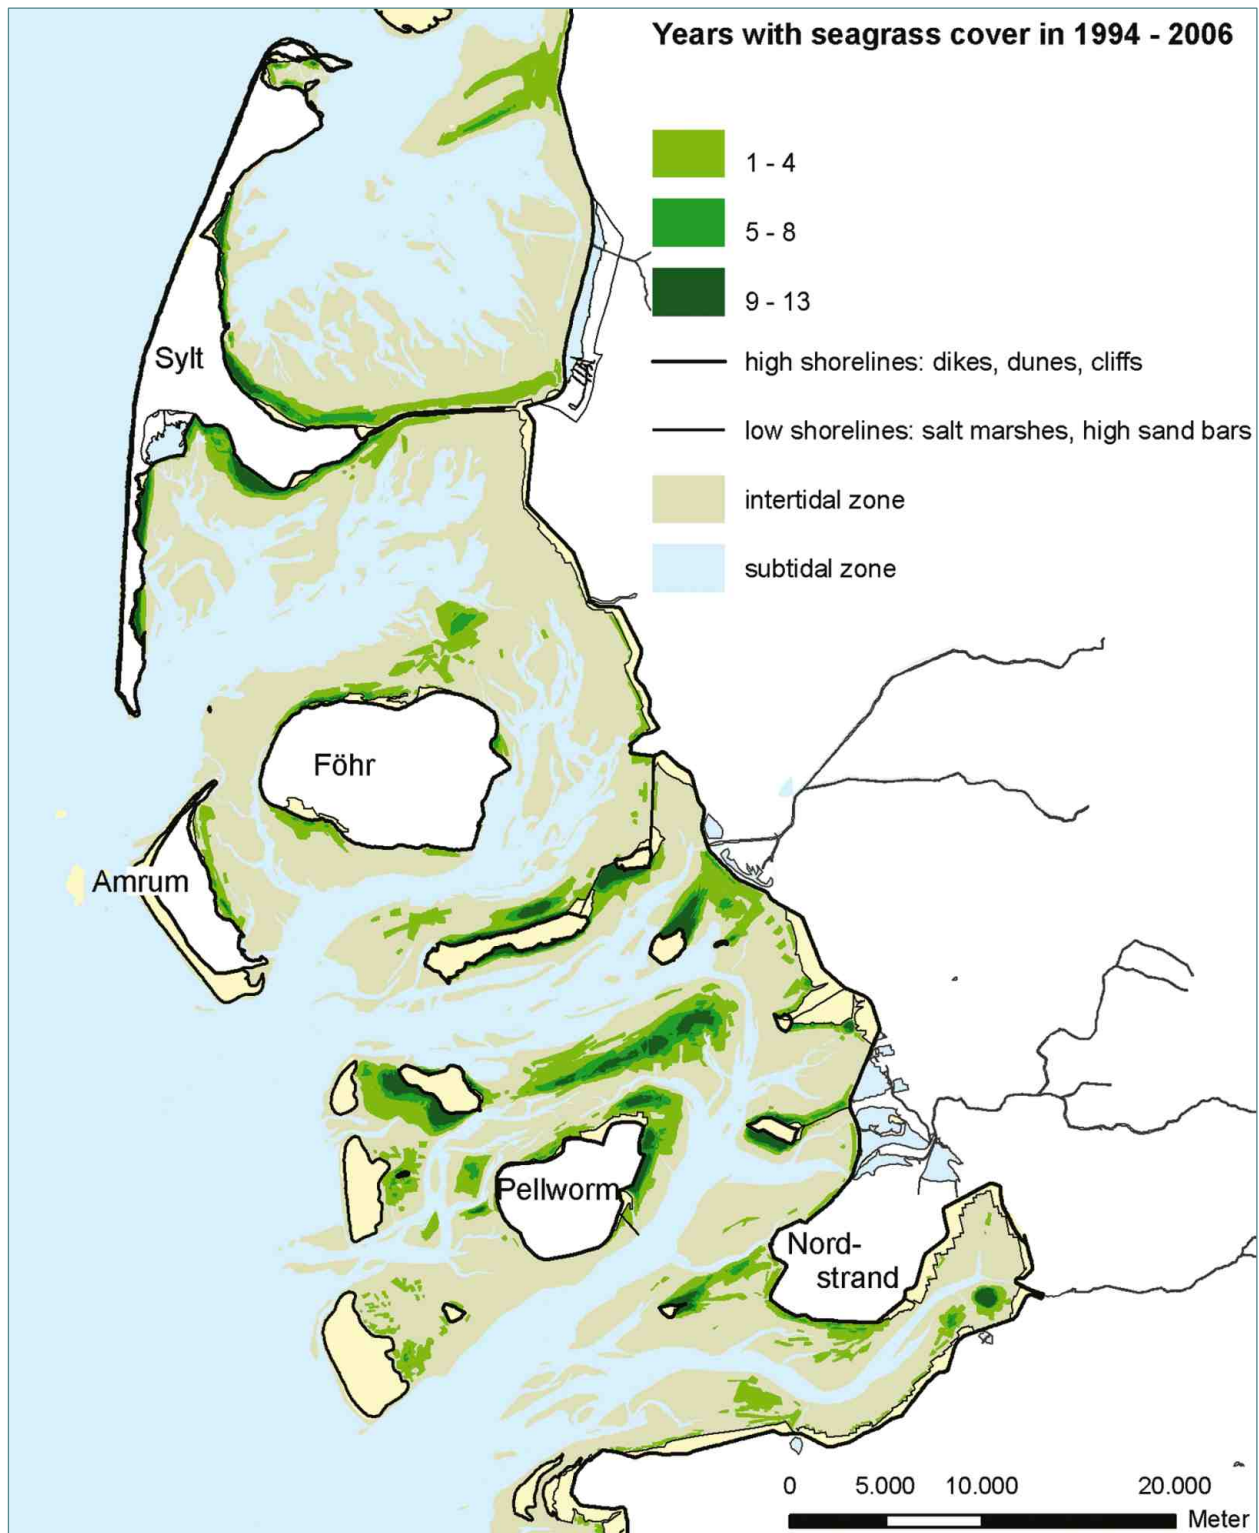 Years with seagrass cover in 1994 - 2006
1 - 4
5 - 8
9 - 13
high shorelines: dikes, dunes, cliffs
low shorelines: salt marshes, high sand bars
intertidal zone
subtidal zone
Sylt
Föhr
Amrum
Pellworm
Nord-
strand
0 5.000 10.000 20.000
Meter